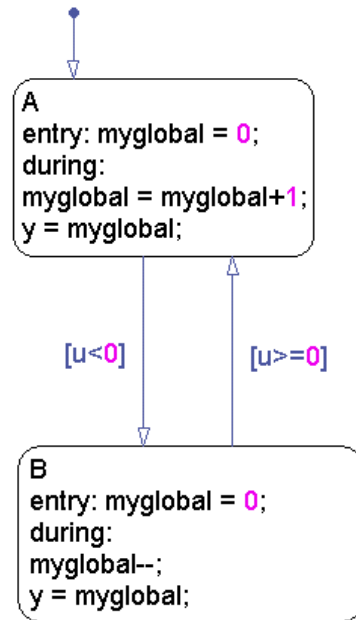 A
entry: myglobal = 0;
during:
myglobal = myglobal+1;
y = myglobal;
[u<0]
[u>=0]
B
entry: myglobal = 0;
during:
myglobal--;
y = myglobal;